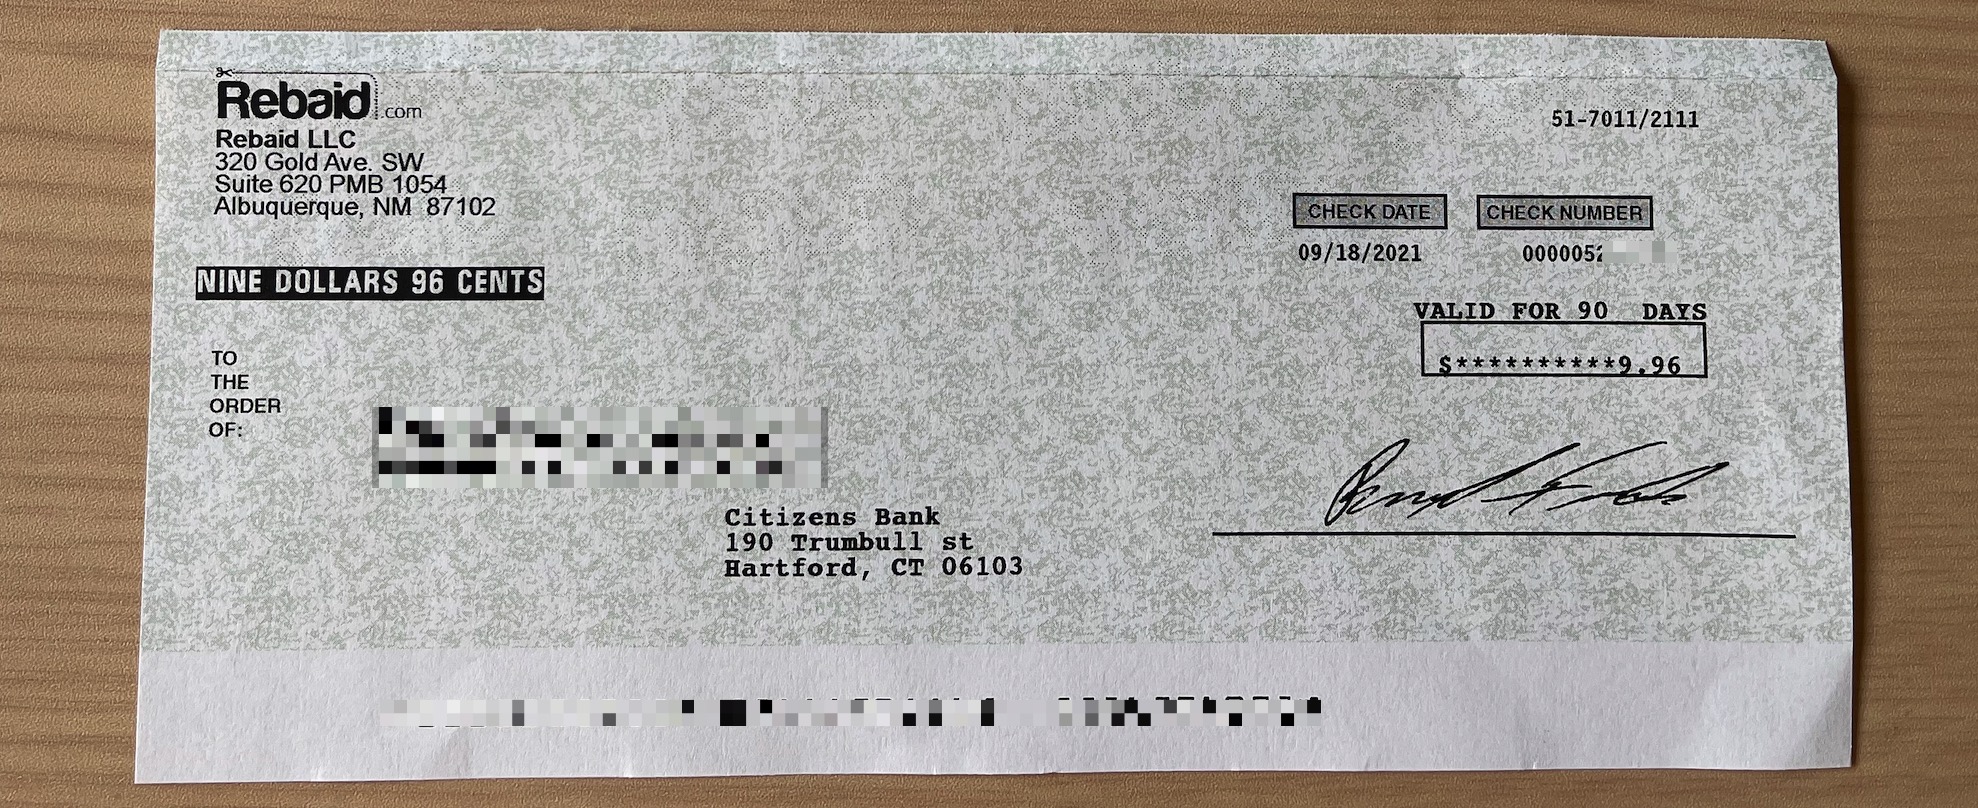 Rebaid.com
Rebaid LLC
320 Gold Ave. SW
Suite 620 PMB 1054
Albuquerque, NM 87102
51-7011/2111
CHECK DATE CHECK NUMBER
09/18/2021 000005
NINE DOLLARS 96 CENTS
VALID FOR 90 DAYS
$**********9.96
TO
THE
ORDER
OF:
Citizens Bank
190 Trumbull st
Hartford, CT 06103